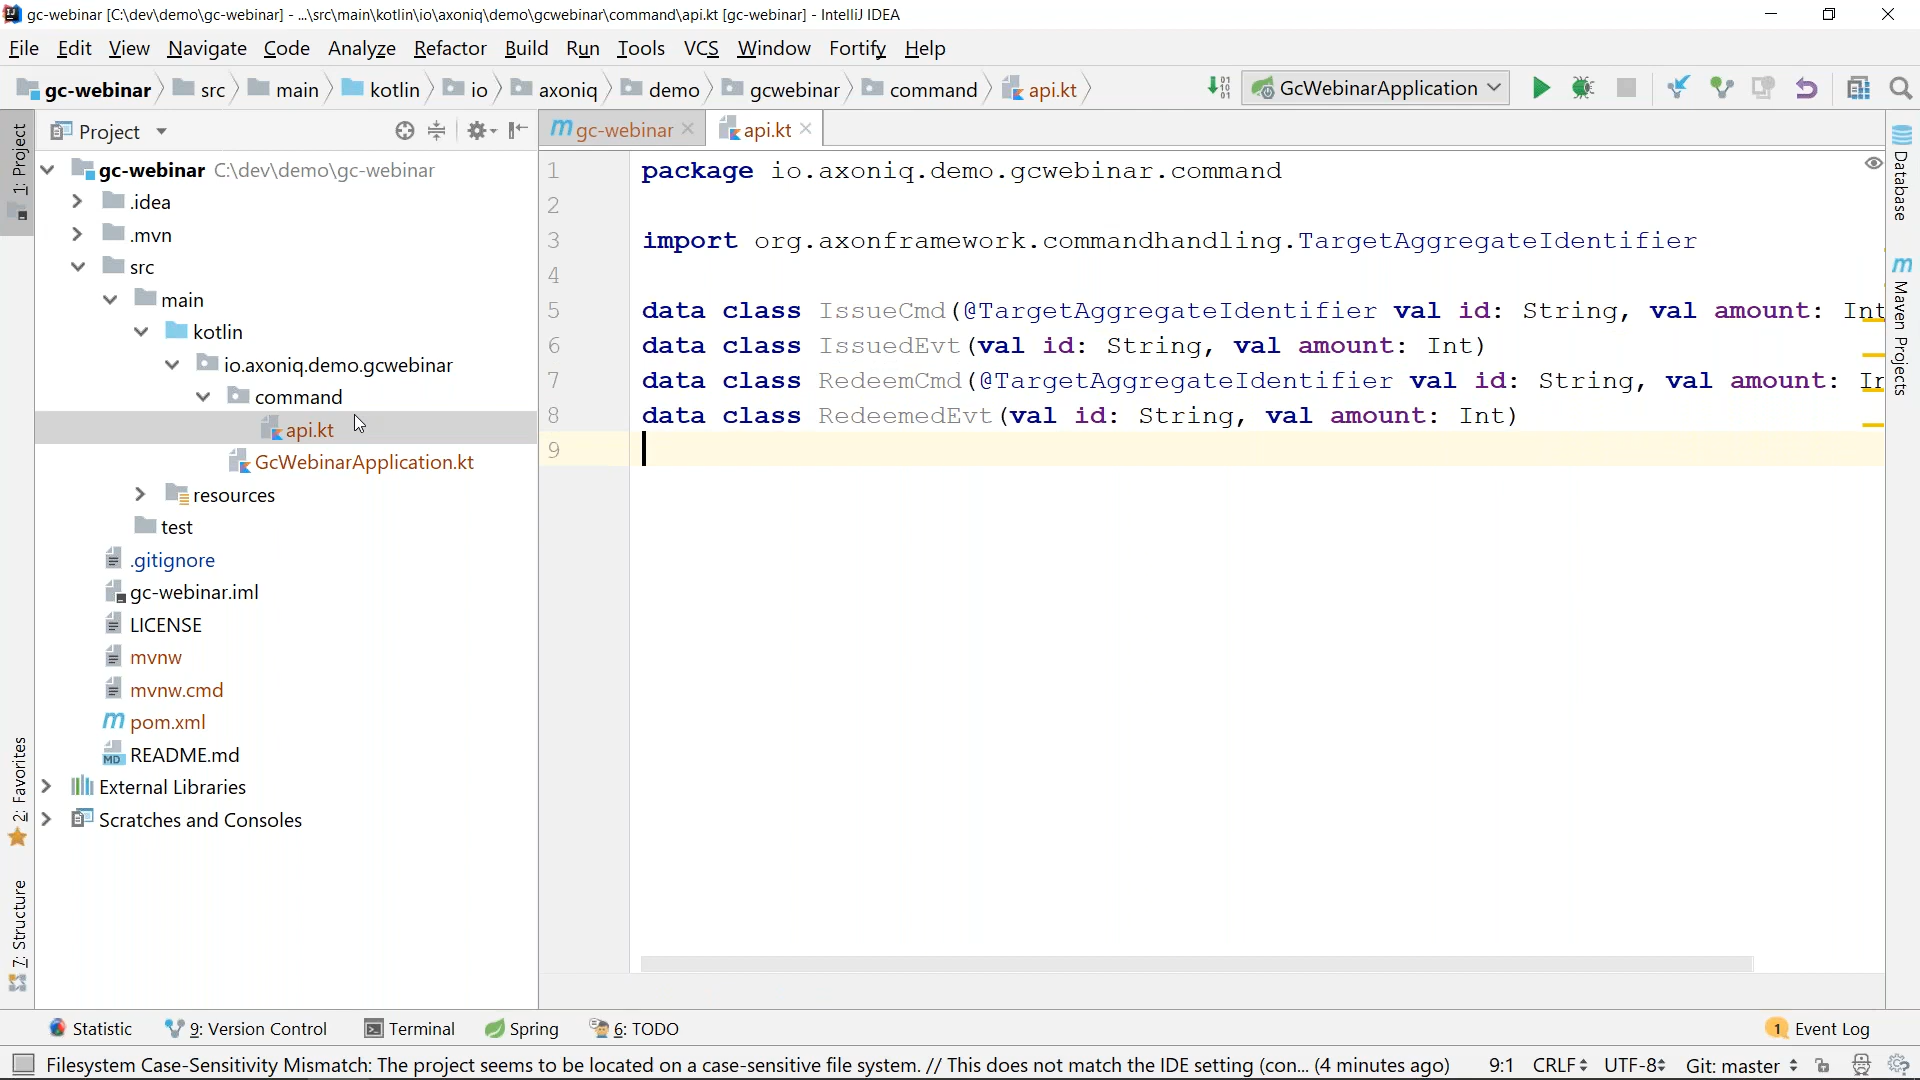 gc-webinar [C:\dev\demo\gc-webinar] - ...\src\main\kotlin\io\axoniq\demo\gcwebinar\command\api.kt [gc-webinar] - IntelliJ IDEA
File Edit View Navigate Code Analyze Refactor Build Run Tools VCS Window Fortify Help
gc-webinar src main kotlin io axoniq demo gcwebinar command api.kt GcWebinarApplication
1: Project
Project
gc-webinar api.kt
gc-webinar C:\dev\demo\gc-webinar
.idea
.mvn
src
main
kotlin
io.axoniq.demo.gcwebinar
command
api.kt
GcWebinarApplication.kt
resources
test
.gitignore
gc-webinar.iml
LICENSE
mvnw
mvnw.cmd
pom.xml
README.md
External Libraries
Scratches and Consoles
2: Favorites
7: Structure
1 package io.axoniq.demo.gcwebinar.command
2
3 import org.axonframework.commandhandling.TargetAggregateIdentifier
4
5 data class IssueCmd(@TargetAggregateIdentifier val id: String, val amount: Int
6 data class IssuedEvt(val id: String, val amount: Int)
7 data class RedeemCmd(@TargetAggregateIdentifier val id: String, val amount: In
8 data class RedeemedEvt(val id: String, val amount: Int)
9
Database
Maven Projects
Statistic 9: Version Control Terminal Spring 6: TODO 1 Event Log
Filesystem Case-Sensitivity Mismatch: The project seems to be located on a case-sensitive file system. // This does not match the IDE setting (con... (4 minutes ago) 9:1 CRLF UTF-8 Git: master